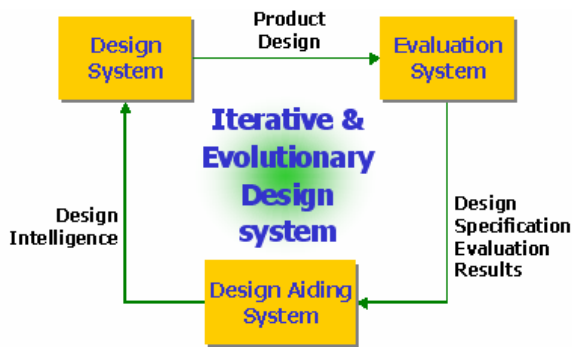 Product
Design
Design
System
Evaluation
System
Iterative &
Evolutionary
Design
system
Design
Intelligence
Design
Specification
Evaluation
Results
Design Aiding
System